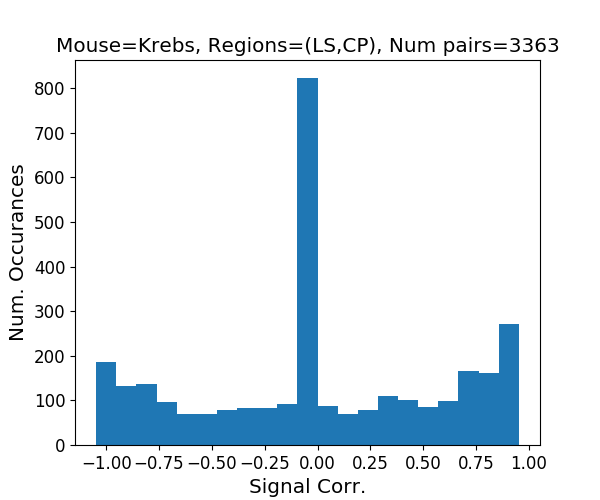 Mouse=Krebs, Regions=(LS,CP), Num pairs=3363
800
700
600
500
400
300
200
100
0
Num. Occurances
−1.00 −0.75 −0.50 −0.25 0.00 0.25 0.50 0.75 1.00
Signal Corr.